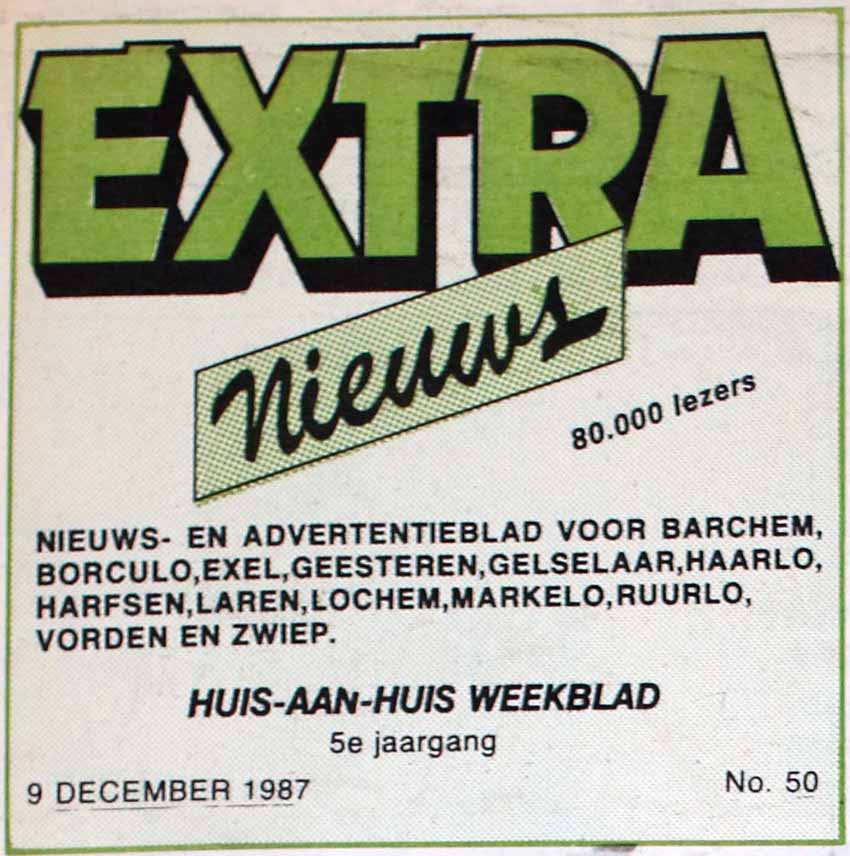 EXTRA
Nieuws
80.000 lezers
NIEUWS- EN ADVERTENTIEBLAD VOOR BARCHEM,
BORCULO,EXEL,GEESTEREN,GELSELAAR,HAARLO,
HARFSEN,LAREN,LOCHEM,MARKELO,RUURLO,
VORDEN EN ZWIEP.
HUIS-AAN-HUIS WEEKBLAD
5e jaargang
9 DECEMBER 1987 No. 50